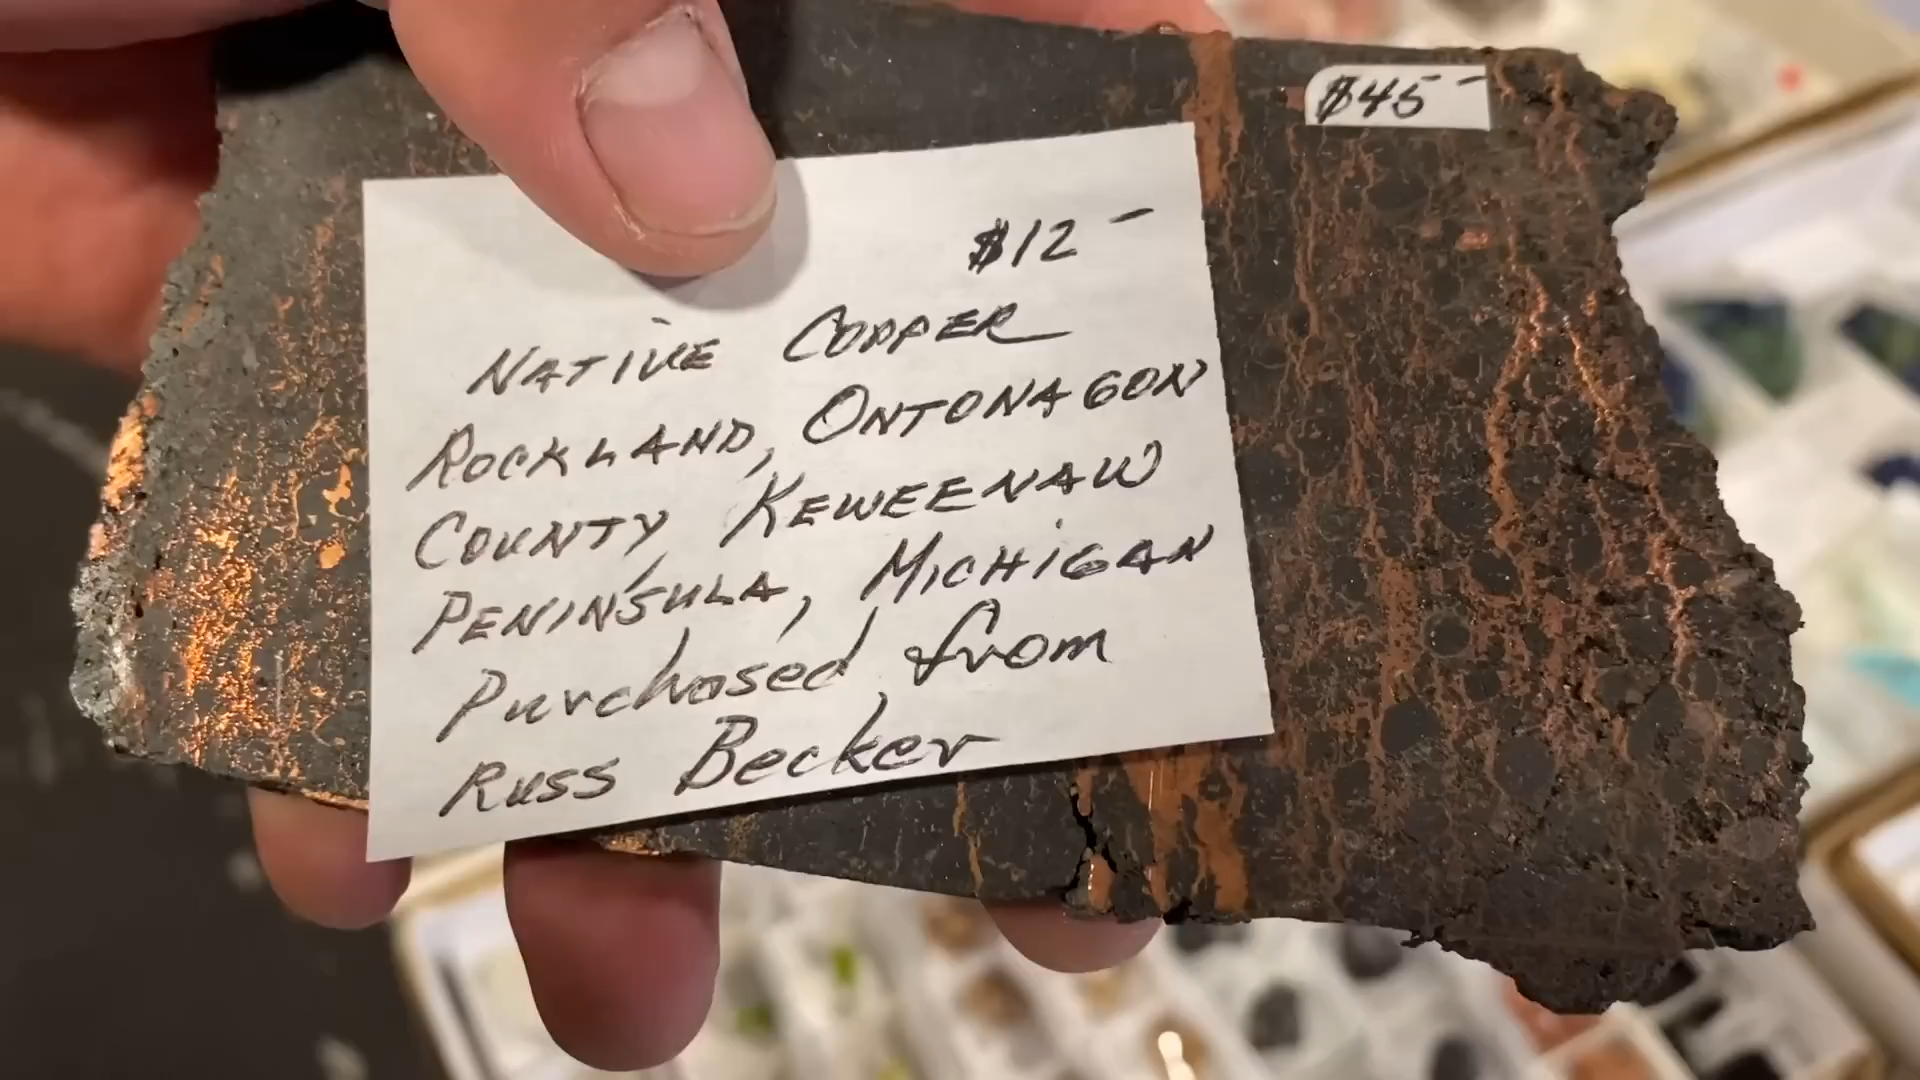 $45-
$12-
NATIVE COPPER
ROCKLAND, ONTONAGON
COUNTY KEWEENAW
PENINSULA, MICHIGAN
Purchased from
Russ Becker